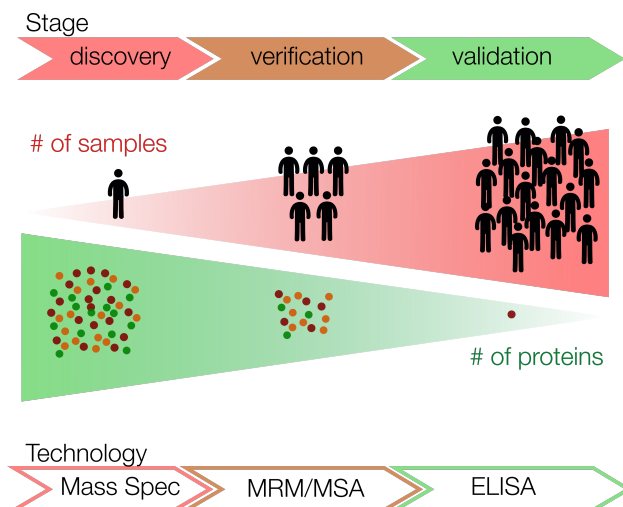 Stage
discovery verification validation
# of samples
# of proteins
Technology
Mass Spec MRM/MSA ELISA